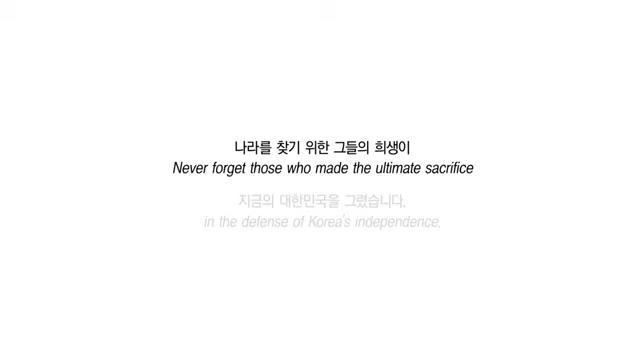 나라를 찾기 위한 그들의 희생이
Never forget those who made the ultimate sacrifice
지금의 대한민국을 그렸습니다.
in the defense of Korea's independence.